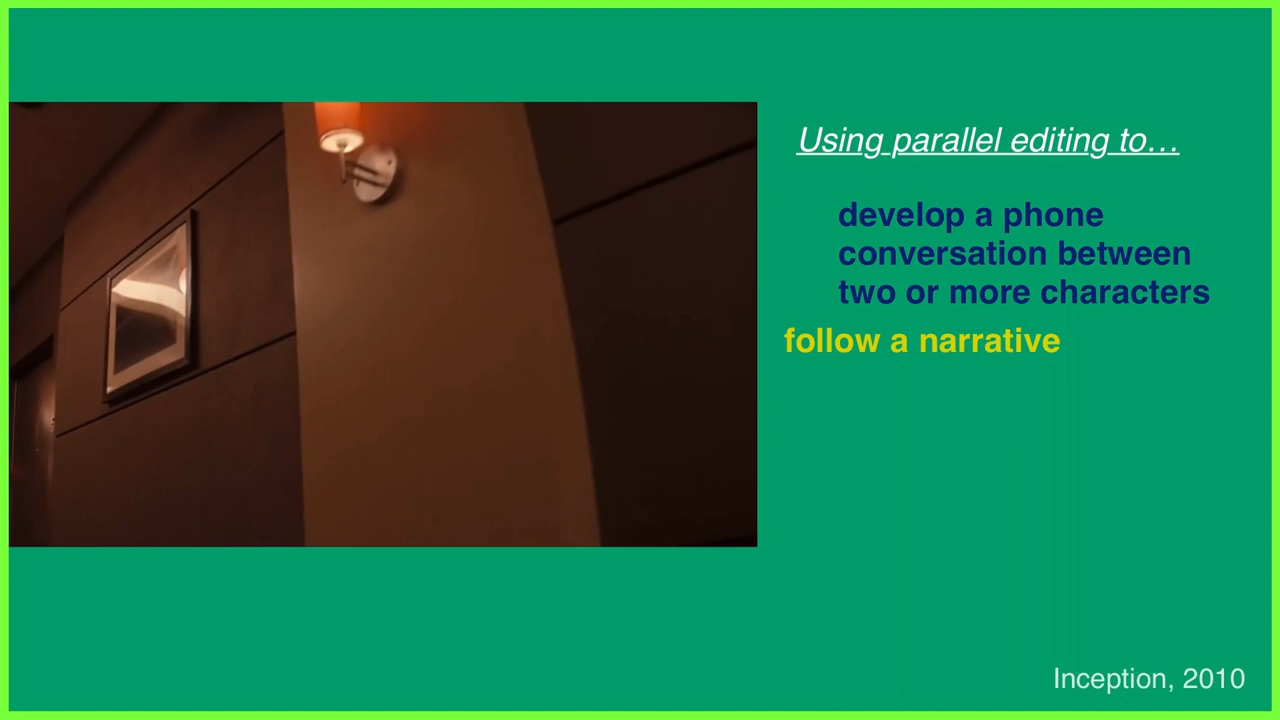 Using parallel editing to…
develop a phone
conversation between
two or more characters
follow a narrative
Inception, 2010